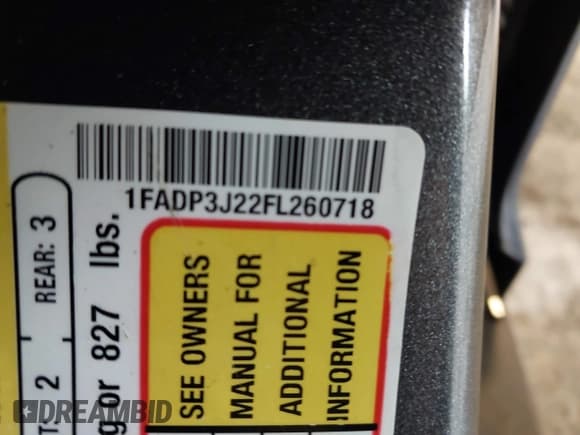 1FADP3J22FL260718
SEE OWNERS
MANUAL FOR
ADDITIONAL
INFORMATION
REAR: 3
2
or 827 lbs.
DREAMBID